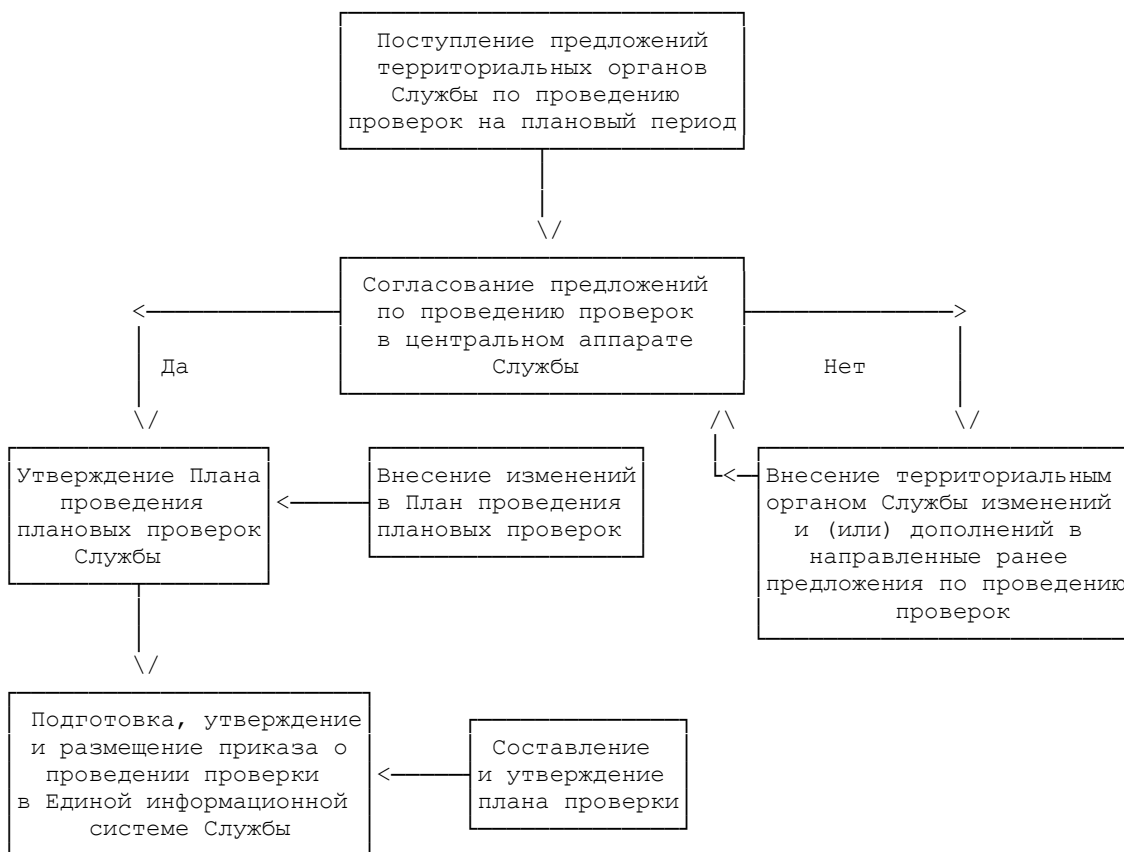 Поступление предложений
территориальных органов
Службы по проведению
проверок на плановый период
Согласование предложений
по проведению проверок
в центральном аппарате
Службы
Да
Нет
Утверждение Плана
проведения
плановых проверок
Службы
Внесение изменений
в План проведения
плановых проверок
Внесение территориальным
органом Службы изменений
и (или) дополнений в
направленные ранее
предложения по проведению
проверок
Подготовка, утверждение
и размещение приказа о
проведении проверки
в Единой информационной
системе Службы
Составление
и утверждение
плана проверки